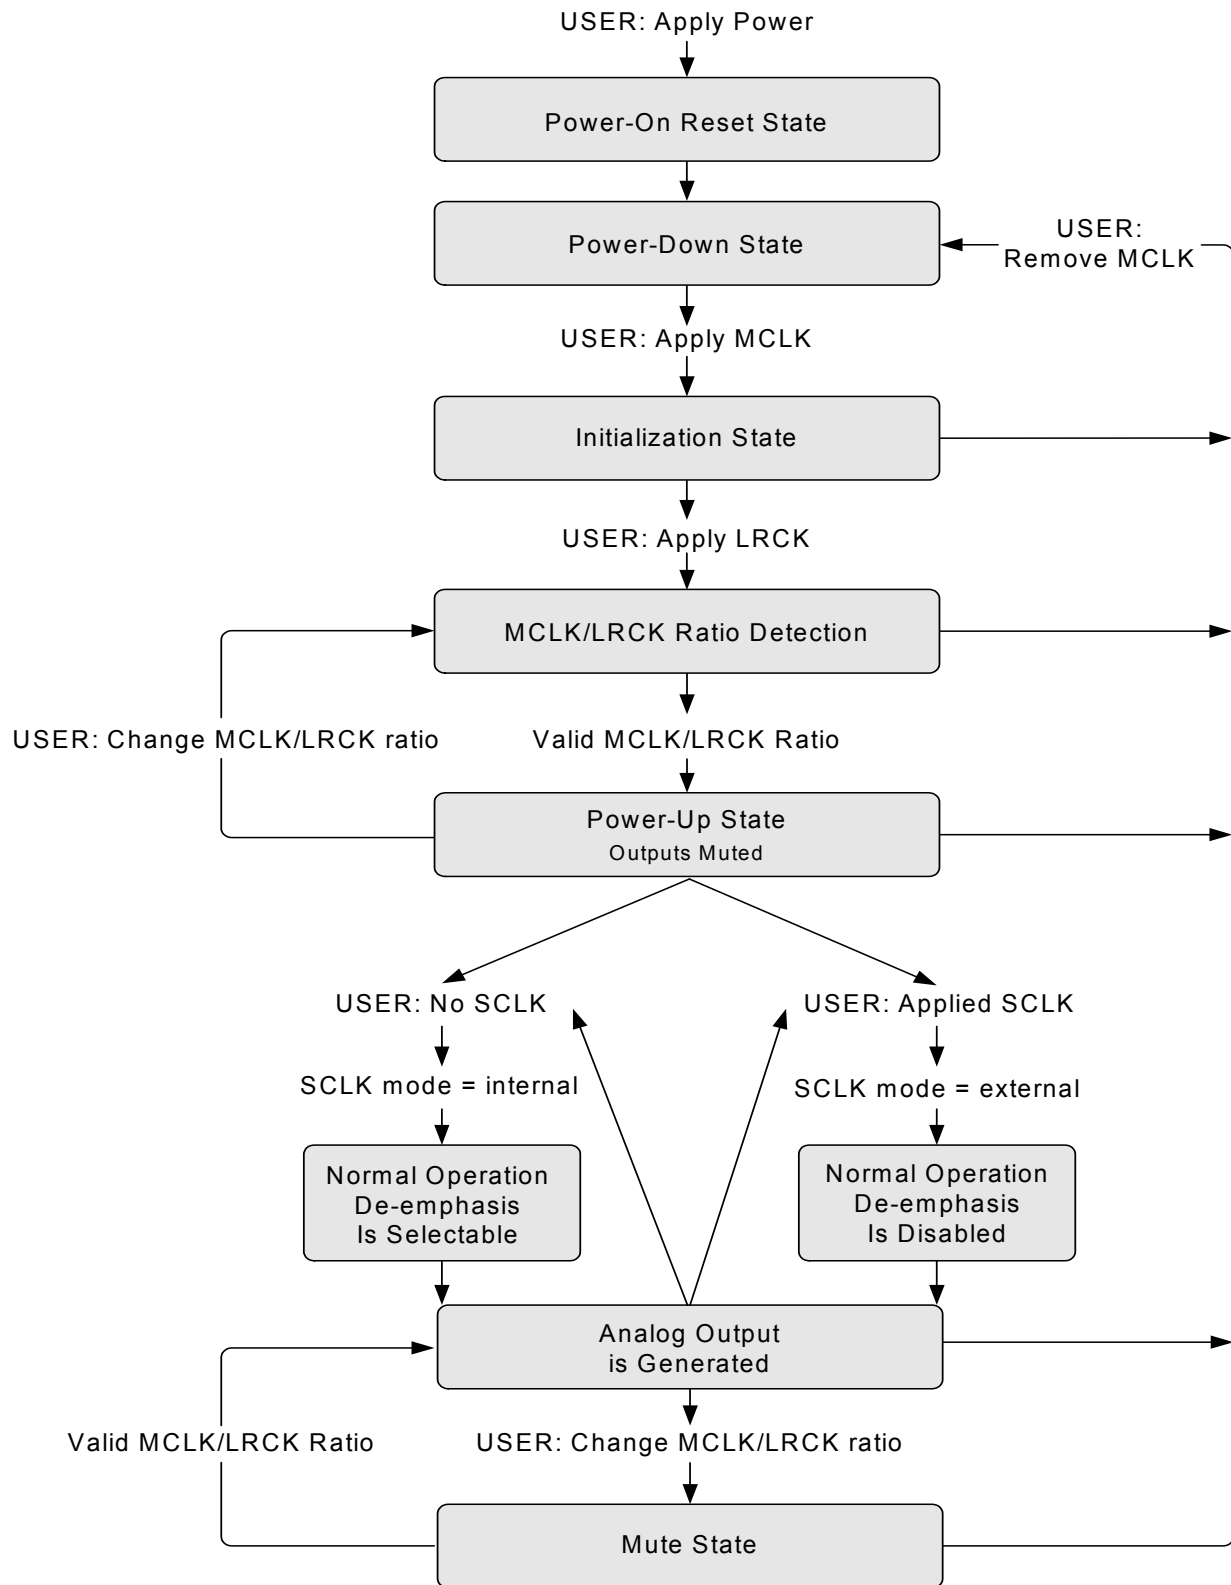 USER: Apply Power
Power-On Reset State
Power-Down State
USER:
Remove MCLK
USER: Apply MCLK
Initialization State
USER: Apply LRCK
MCLK/LRCK Ratio Detection
USER: Change MCLK/LRCK ratio
Valid MCLK/LRCK Ratio
Power-Up State
Outputs Muted
USER: No SCLK
USER: Applied SCLK
SCLK mode = internal
SCLK mode = external
Normal Operation
De-emphasis
Is Selectable
Normal Operation
De-emphasis
Is Disabled
Analog Output
is Generated
Valid MCLK/LRCK Ratio
USER: Change MCLK/LRCK ratio
Mute State